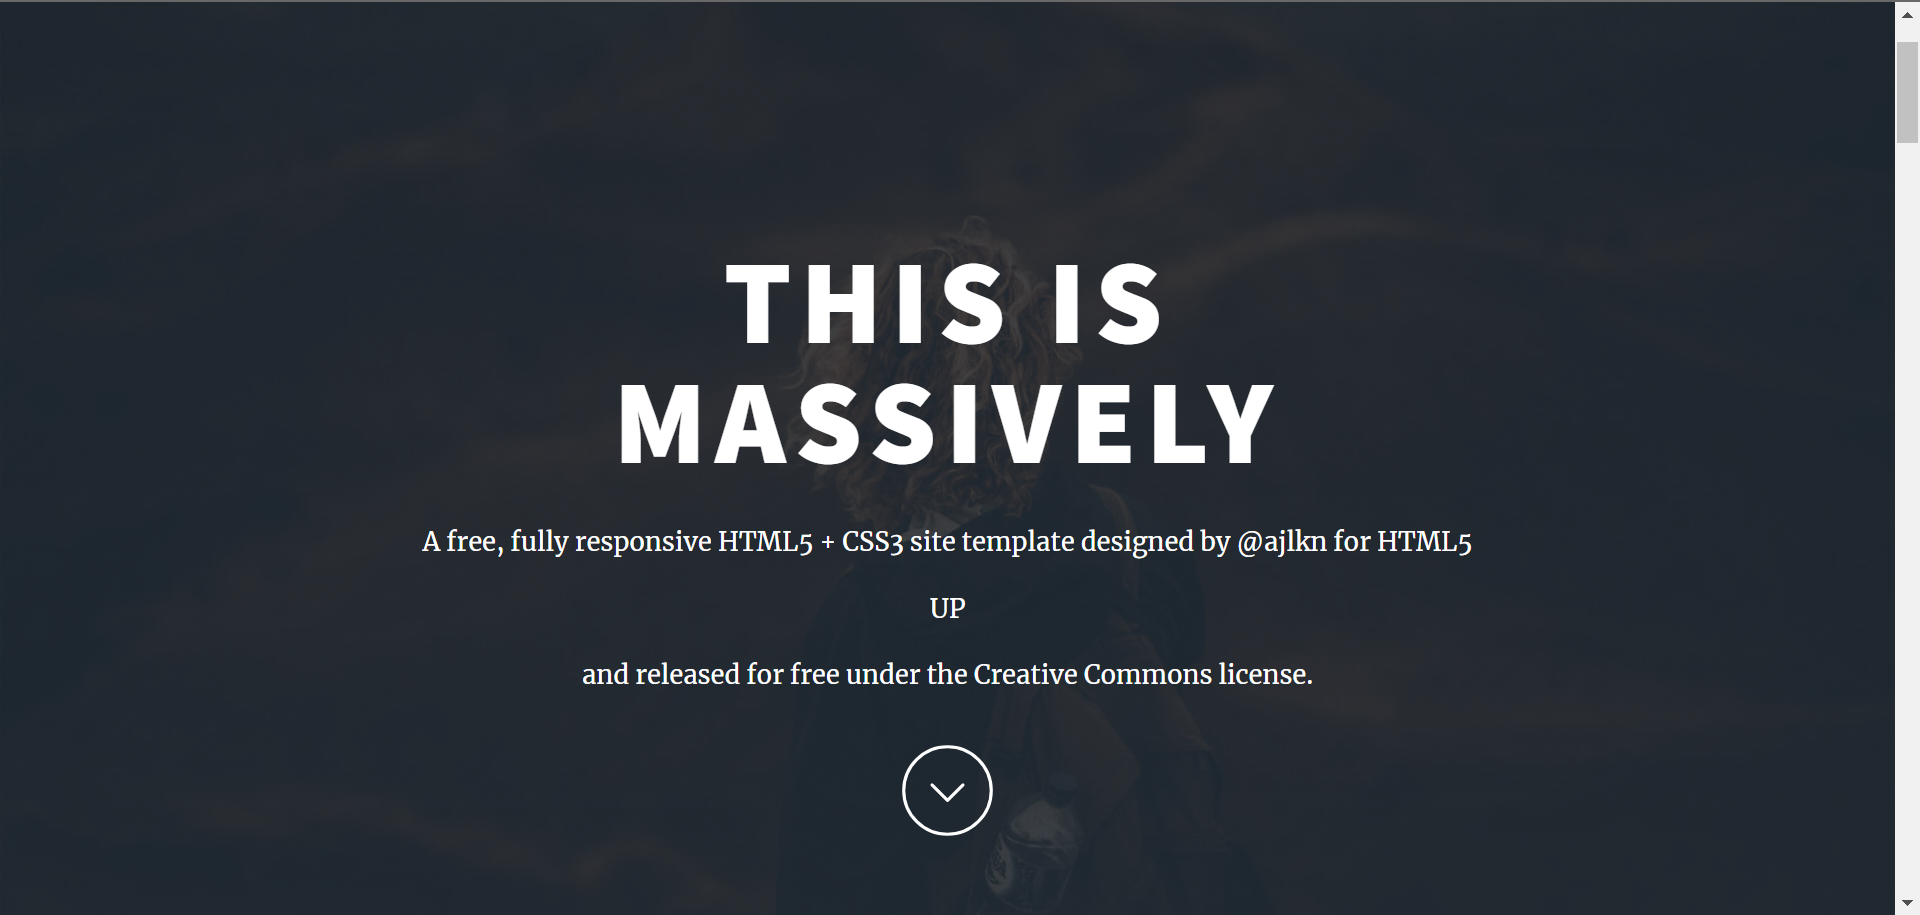 THIS IS
MASSIVELY
A free, fully responsive HTML5 + CSS3 site template designed by @ajlkn for HTML5
UP
and released for free under the Creative Commons license.